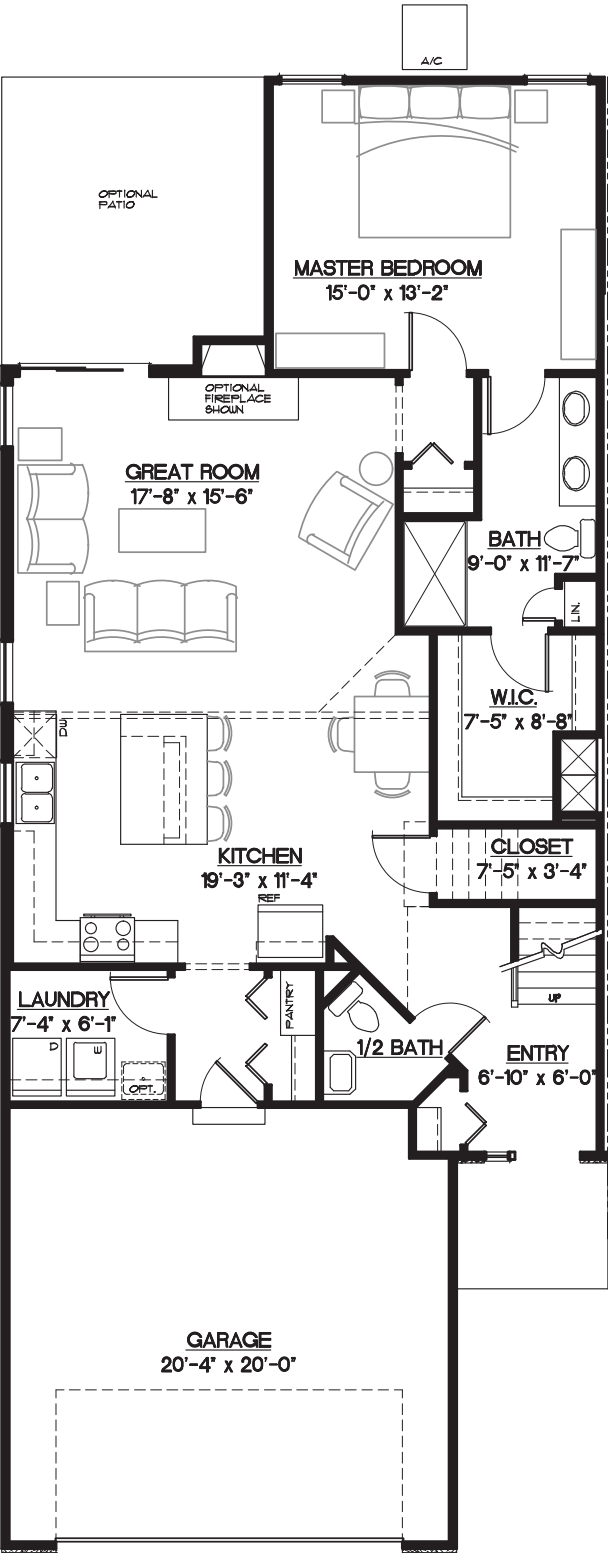 A/C
OPTIONAL
PATIO
MASTER BEDROOM
15'-0" x 13'-2"
OPTIONAL
FIREPLACE
SHOWN
GREAT ROOM
17'-8" x 15'-6"
BATH
9'-0" x 11'-7"
LIN.
W.I.C.
7'-5" x 8'-8"
DW
KITCHEN
19'-3" x 11'-4"
REF
CLOSET
7'-5" x 3'-4"
UP
LAUNDRY
7'-4" x 6'-1"
D
W
OPT.
PANTRY
1/2 BATH
ENTRY
6'-10" x 6'-0"
GARAGE
20'-4" x 20'-0"